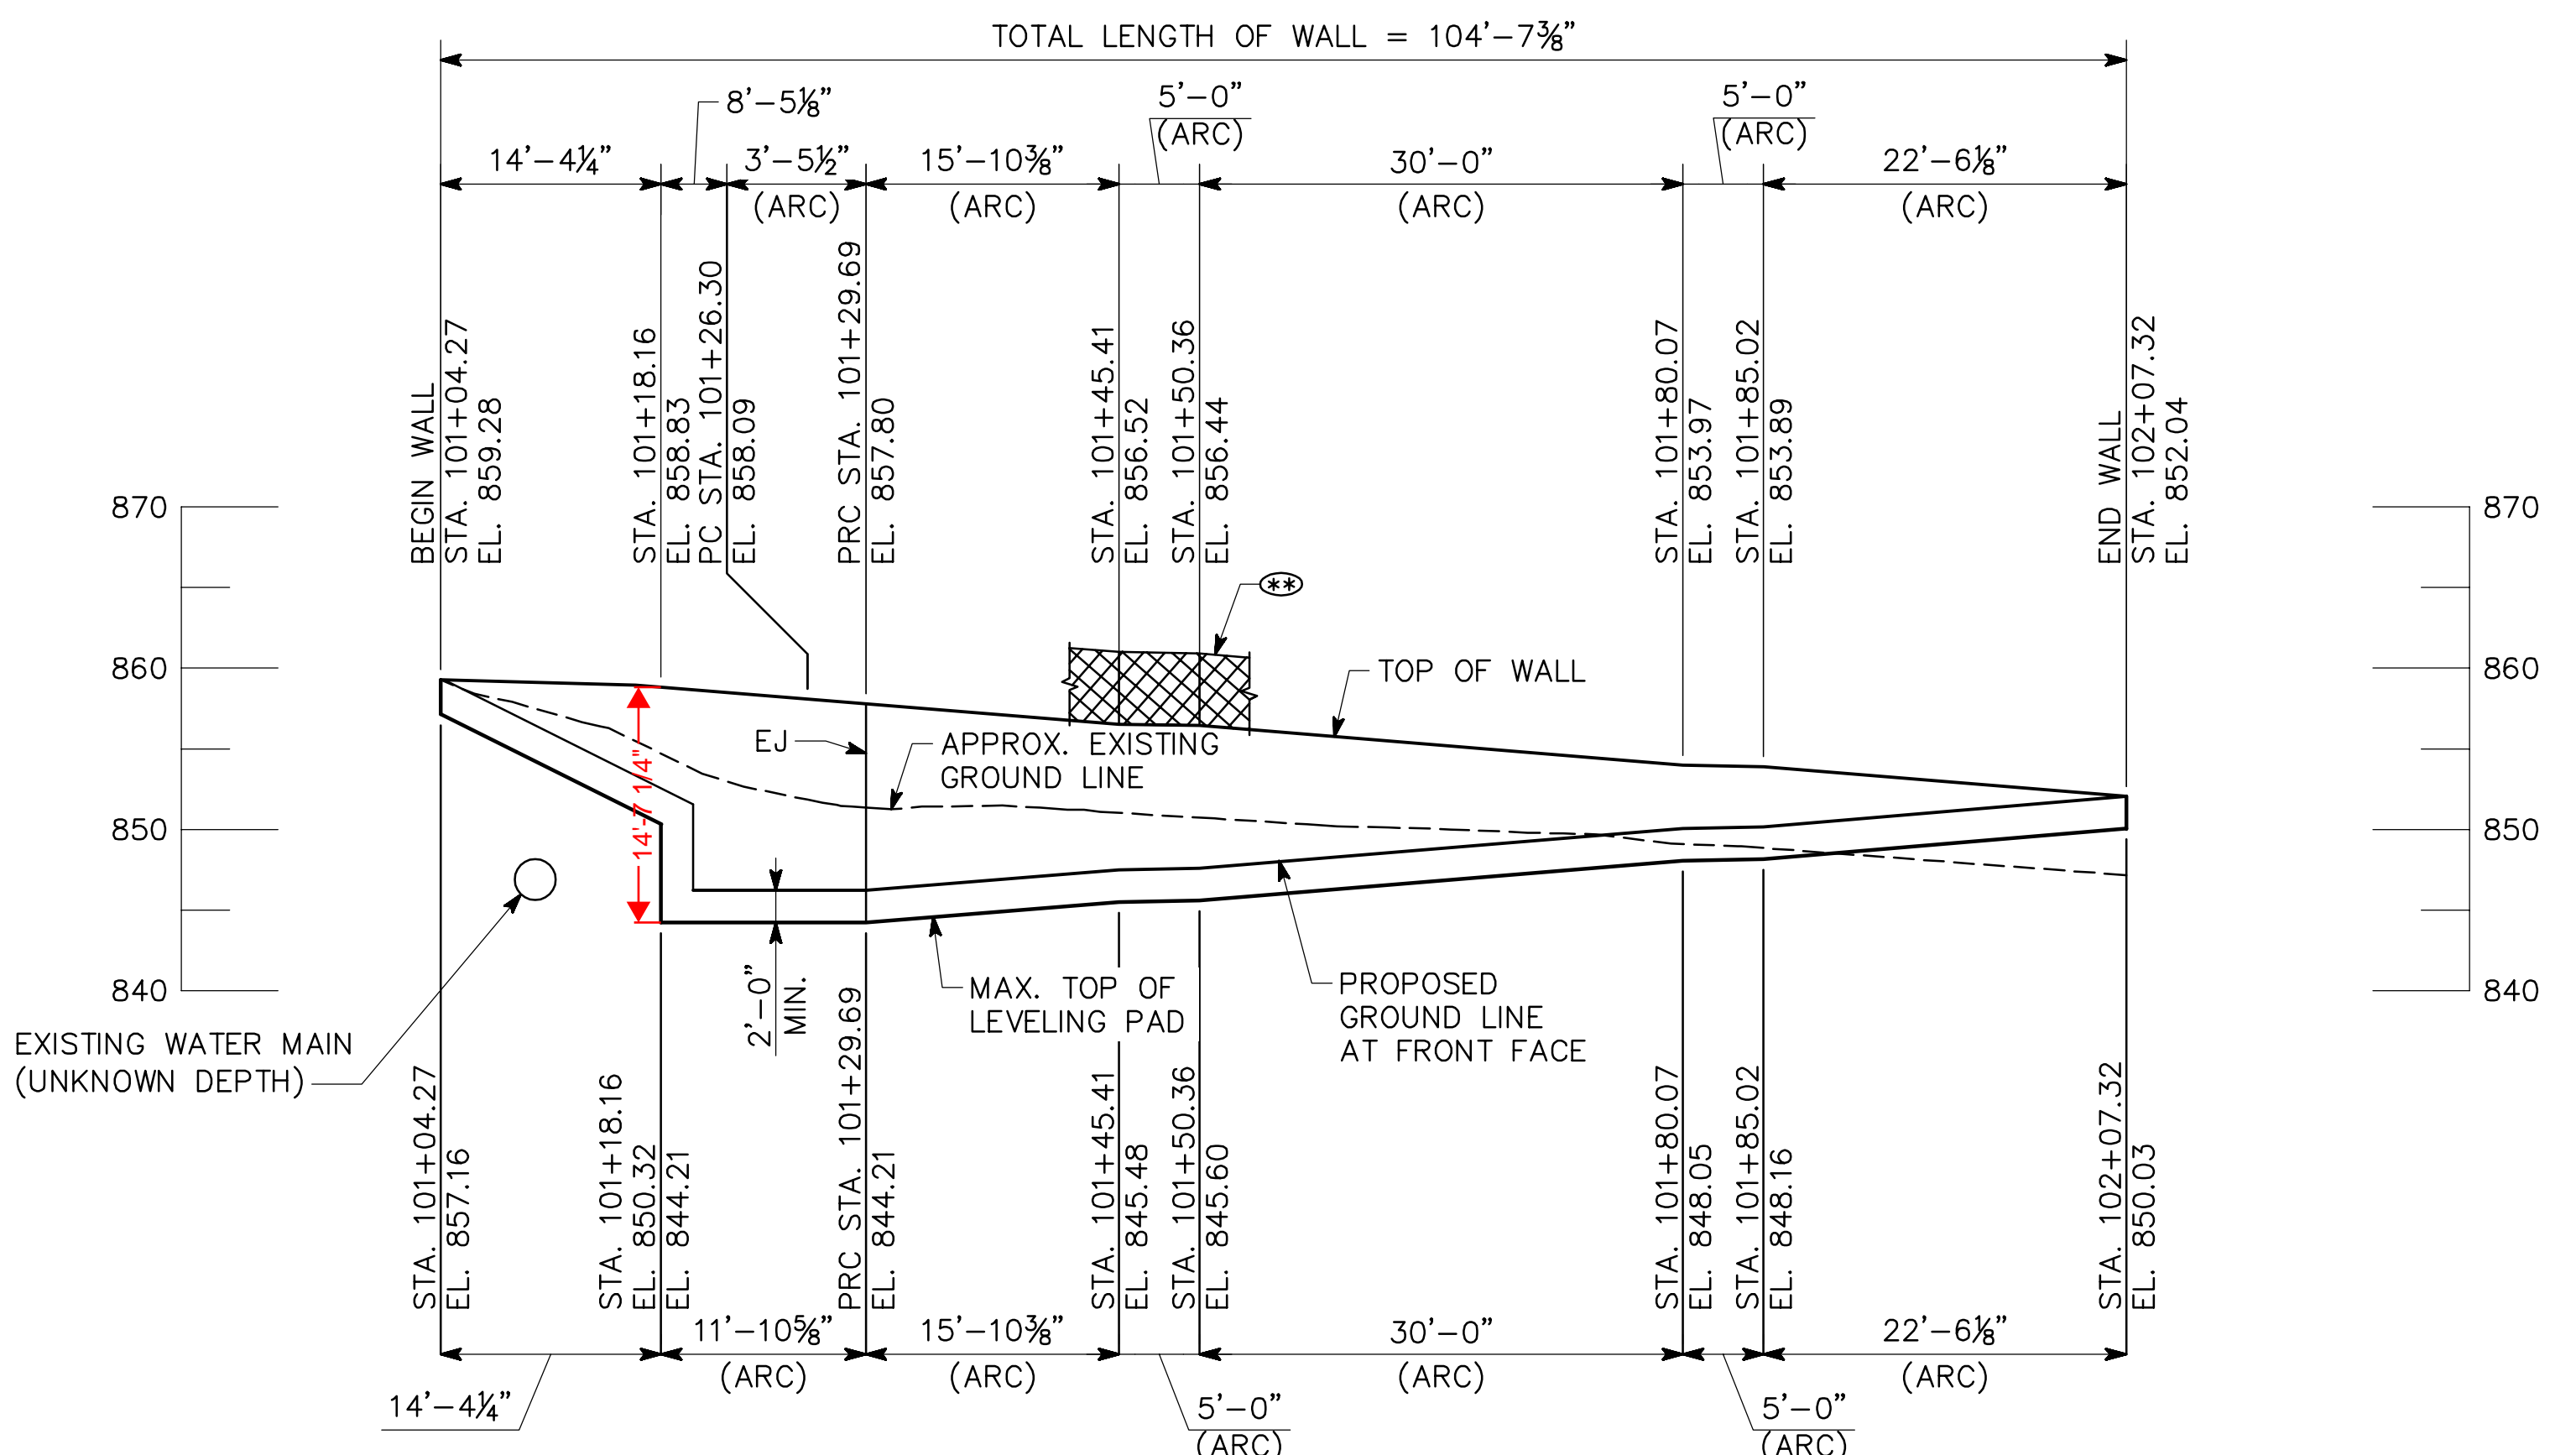 TOTAL LENGTH OF WALL = 104'-7⅜"
8'-5⅛"
5'-0"
(ARC)
5'-0"
(ARC)
14'-4¼"
3'-5½"
(ARC)
15'-10⅜"
(ARC)
30'-0"
(ARC)
22'-6⅛"
(ARC)
BEGIN WALL
STA. 101+04.27
EL. 859.28
STA. 101+18.16
EL. 858.83
PC STA. 101+26.30
EL. 858.09
PRC STA. 101+29.69
EL. 857.80
STA. 101+45.41
EL. 856.52
STA. 101+50.36
EL. 856.44
STA. 101+80.07
EL. 853.97
STA. 101+85.02
EL. 853.89
END WALL
STA. 102+07.32
EL. 852.04
870
860
850
840
870
860
850
840
**
TOP OF WALL
EJ
APPROX. EXISTING
GROUND LINE
14'-7 1/4"
2'-0"
MIN.
MAX. TOP OF
LEVELING PAD
PROPOSED
GROUND LINE
AT FRONT FACE
EXISTING WATER MAIN
(UNKNOWN DEPTH)
STA. 101+04.27
EL. 857.16
STA. 101+18.16
EL. 850.32
EL. 844.21
PRC STA. 101+29.69
EL. 844.21
STA. 101+45.41
EL. 845.48
STA. 101+50.36
EL. 845.60
STA. 101+80.07
EL. 848.05
STA. 101+85.02
EL. 848.16
STA. 102+07.32
EL. 850.03
14'-4¼"
11'-10⅝"
(ARC)
15'-10⅜"
(ARC)
5'-0"
(ARC)
30'-0"
(ARC)
5'-0"
(ARC)
22'-6⅛"
(ARC)